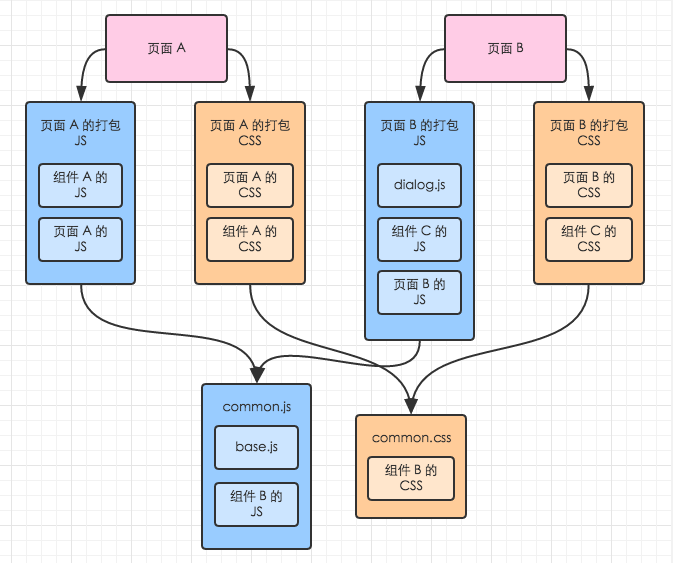 页面 A
页面 B
页面 A 的打包
JS
组件 A 的
JS
页面 A 的
JS
页面 A 的打包
CSS
页面 A 的
CSS
组件 A 的
CSS
页面 B 的打包
JS
dialog.js
组件 C 的
JS
页面 B 的
JS
页面 B 的打包
CSS
页面 B 的
CSS
组件 C 的
CSS
common.js
base.js
组件 B 的
JS
common.css
组件 B 的
CSS